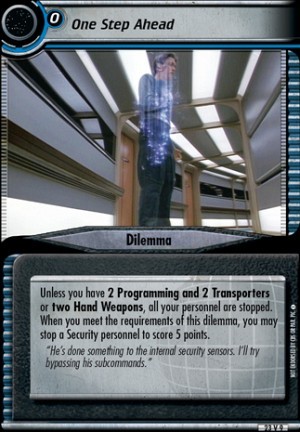 0 One Step Ahead
Dilemma
Unless you have 2 Programming and 2 Transporters
or two Hand Weapons, all your personnel are stopped.
When you meet the requirements of this dilemma, you may
stop a Security personnel to score 5 points.
"He's done something to the internal security sensors. I'll try
bypassing his subcommands."
23 V 9